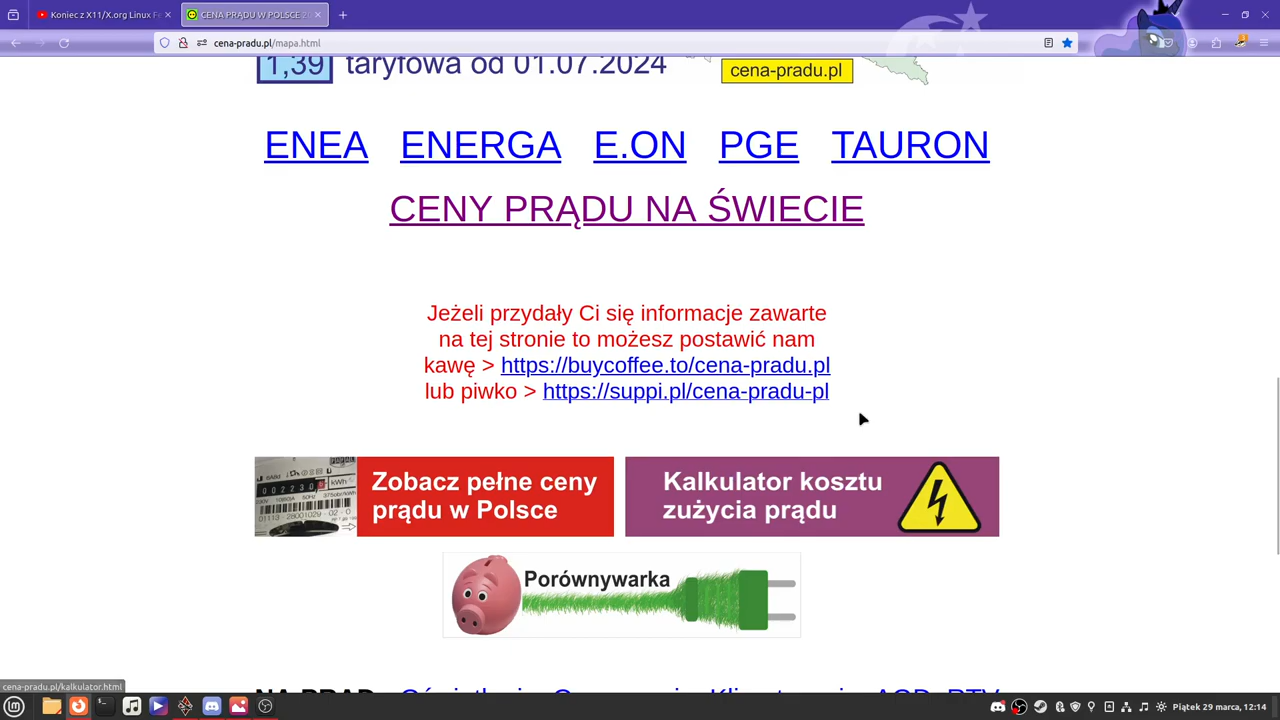 Koniec z X11/X.org Linux Fe
CENA PRĄDU W POLSCE 20
cena-pradu.pl/mapa.html
1,39 taryfowa od 01.07.2024
cena-pradu.pl
ENEA ENERGA E.ON PGE TAURON
CENY PRĄDU NA ŚWIECIE
Jeżeli przydały Ci się informacje zawarte
na tej stronie to możesz postawić nam
kawę > https://buycoffee.to/cena-pradu.pl
lub piwko > https://suppi.pl/cena-pradu-pl
kWh
Zobacz pełne ceny
prądu w Polsce
Kalkulator kosztu
zużycia prądu
Porównywarka
cena-pradu.pl/kalkulator.html
Piątek 29 marca, 12:14